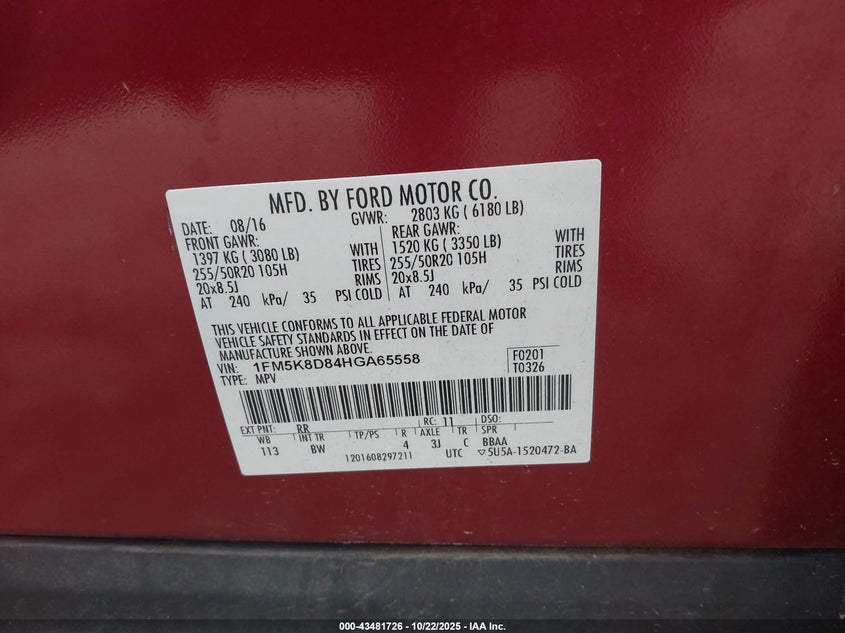 MFD. BY FORD MOTOR CO.
DATE: 08/16 GVWR: 2803 KG ( 6180 LB)
FRONT GAWR: REAR GAWR:
1397 KG ( 3080 LB) WITH 1520 KG ( 3350 LB) WITH
255/50R20 105H TIRES 255/50R20 105H TIRES
20x8.5J RIMS 20x8.5J RIMS
AT 240 kPa/ 35 PSI COLD AT 240 kPa/ 35 PSI COLD
THIS VEHICLE CONFORMS TO ALL APPLICABLE FEDERAL MOTOR
VEHICLE SAFETY STANDARDS IN EFFECT ON THE DATE OF
MANUFACTURE SHOWN ABOVE.
VIN: 1FM5K8D84HGA65558 F0201
TYPE: MPV T0326
EXT PNT: RR RC: 11 DSO:
WB INT TR TP/PS R AXLE TR SPR
113 BW 4 3J C BBAA
1201608297211 UTC ▽5U5A-1520472-BA
000-43481726 - 10/22/2025 - IAA Inc.